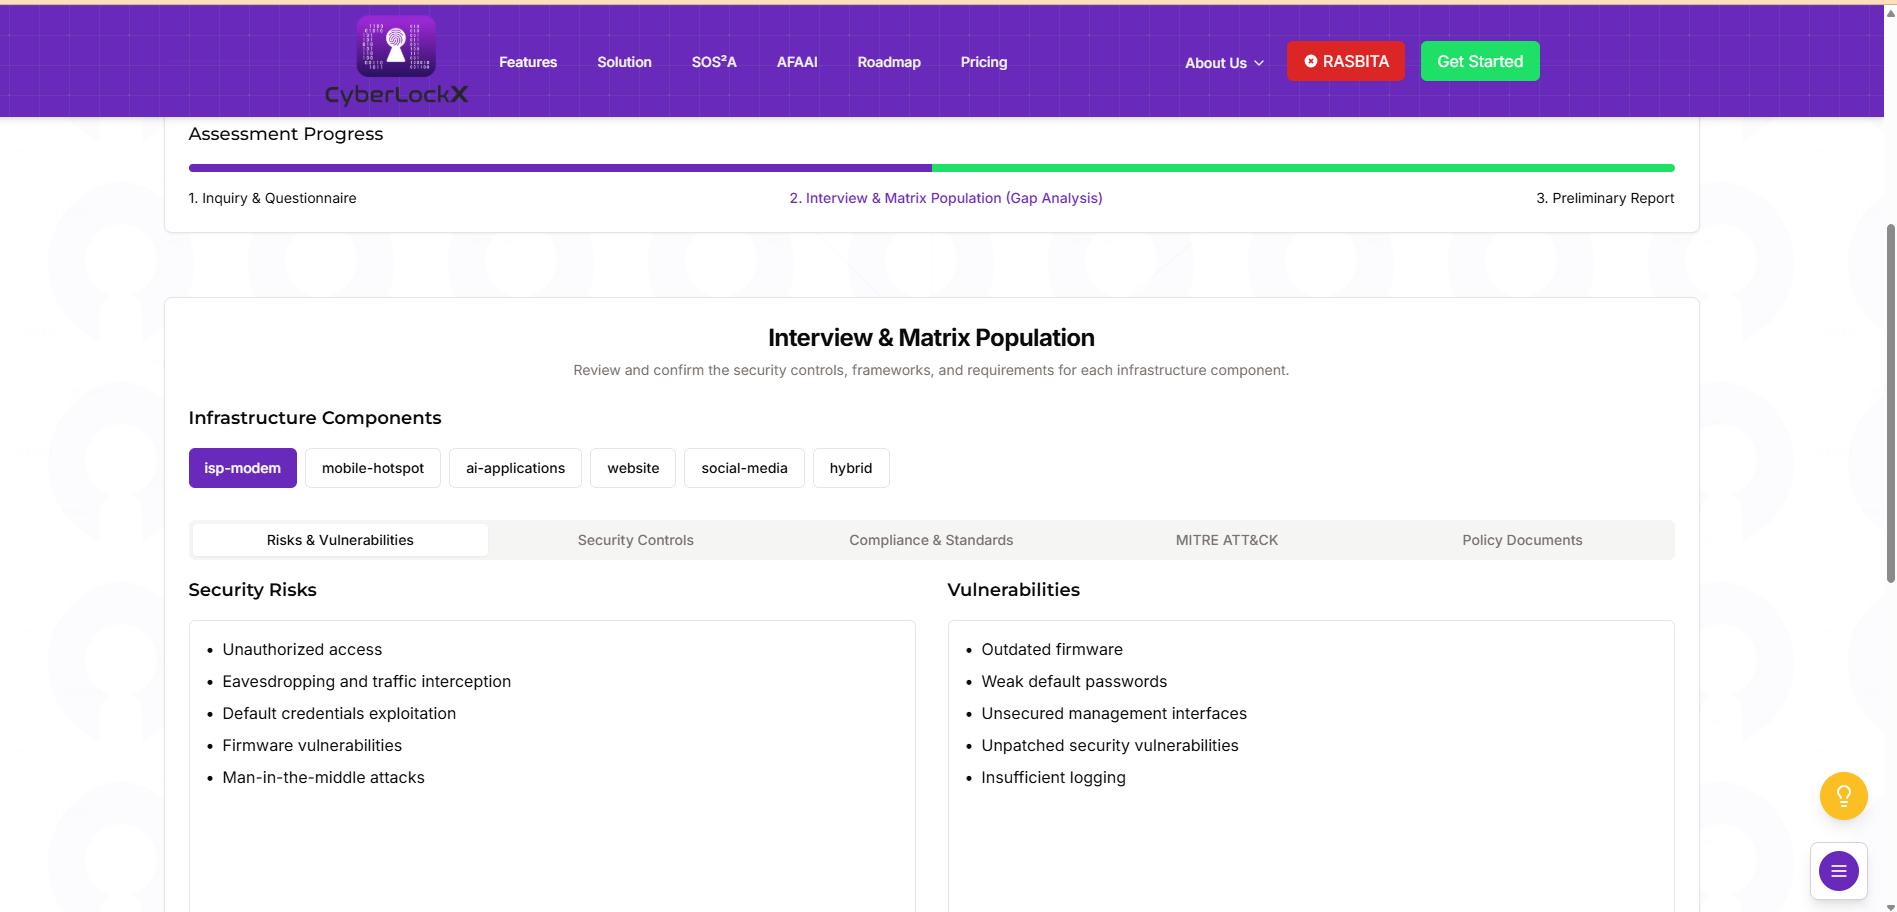 Features
Solution
SOS²A
AFAAI
Roadmap
Pricing
About Us
RASBITA
Get Started
CyberLockX
Assessment Progress
1. Inquiry & Questionnaire
2. Interview & Matrix Population (Gap Analysis)
3. Preliminary Report
Interview & Matrix Population
Review and confirm the security controls, frameworks, and requirements for each infrastructure component.
Infrastructure Components
isp-modem
mobile-hotspot
ai-applications
website
social-media
hybrid
Risks & Vulnerabilities
Security Controls
Compliance & Standards
MITRE ATT&CK
Policy Documents
Security Risks
• Unauthorized access
• Eavesdropping and traffic interception
• Default credentials exploitation
• Firmware vulnerabilities
• Man-in-the-middle attacks
Vulnerabilities
• Outdated firmware
• Weak default passwords
• Unsecured management interfaces
• Unpatched security vulnerabilities
• Insufficient logging